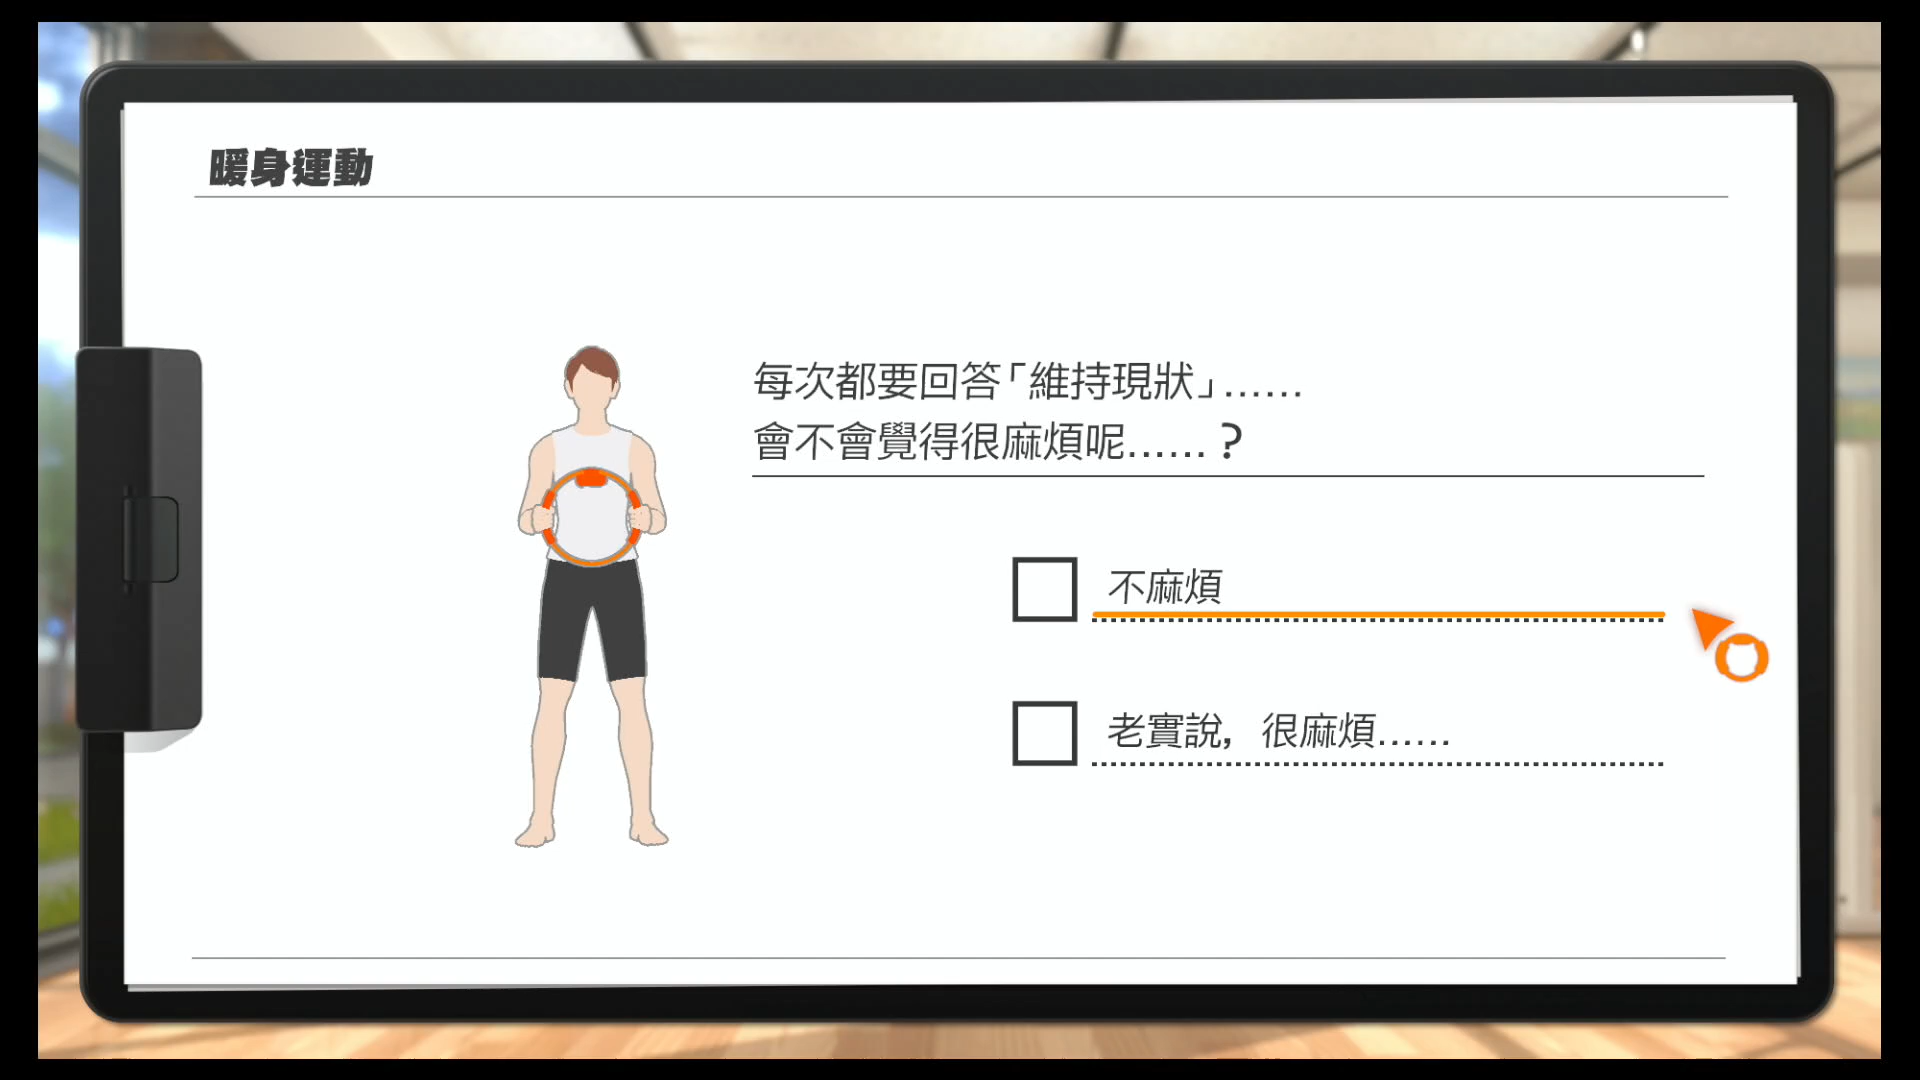 暖身運動
每次都要回答「維持現狀」……
會不會覺得很麻煩呢……？
不麻煩
老實說，很麻煩……